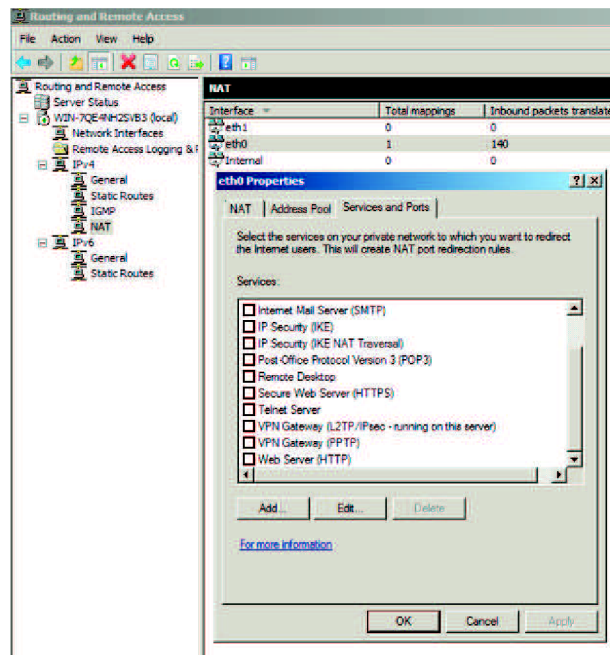 Routing and Remote Access
File Action View Help
Routing and Remote Access
Server Status
WIN-7QE4NH2SVB3 (local)
Network Interfaces
Remote Access Logging & F
IPv4
General
Static Routes
IGMP
NAT
IPv6
General
Static Routes
NAT
Interface Total mappings Inbound packets translate
eth1 0 0
eth0 1 140
Internal 0 0
eth0 Properties
NAT Address Pool Services and Ports
Select the services on your private network to which you want to redirect
the Internet users. This will create NAT port redirection rules.
Services:
Internet Mail Server (SMTP)
IP Security (IKE)
IP Security (IKE NAT Traversal)
Post-Office Protocol Version 3 (POP3)
Remote Desktop
Secure Web Server (HTTPS)
Telnet Server
VPN Gateway (L2TP/IPsec - running on this server)
VPN Gateway (PPTP)
Web Server (HTTP)
Add... Edit... Delete
For more information
OK Cancel Apply